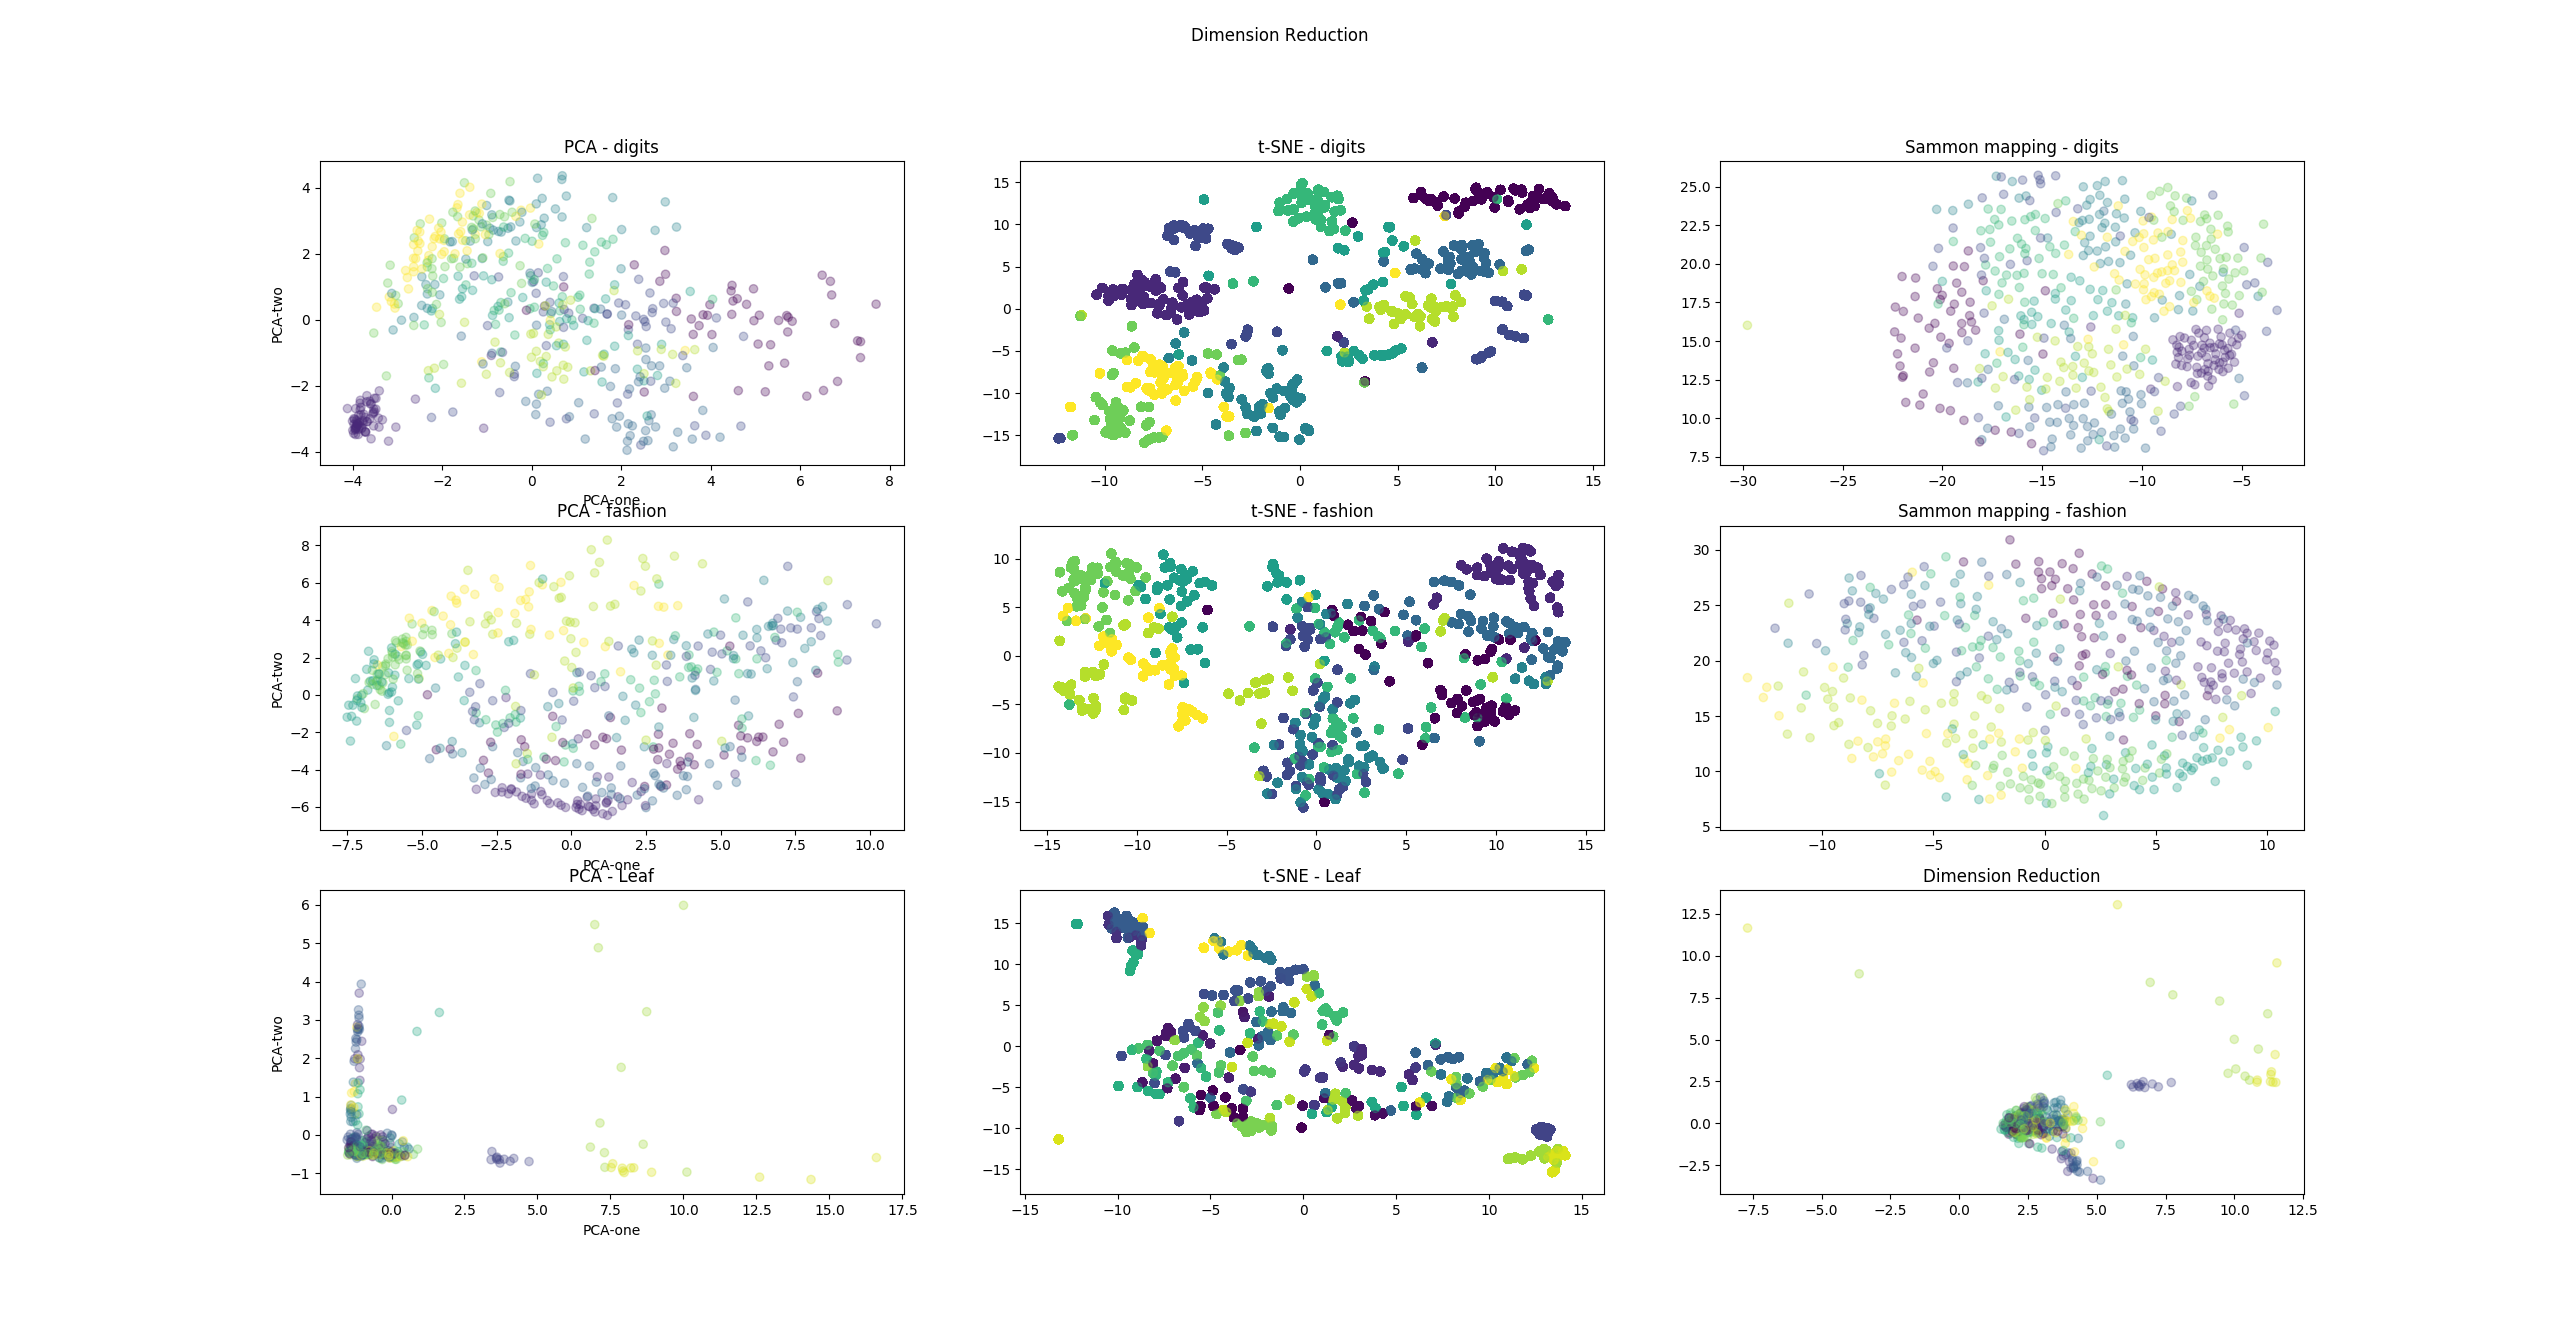 Dimension Reduction
PCA - digits
t-SNE - digits
Sammon mapping - digits
4
2
0
−2
−4
PCA-two
−4 −2 0 2 4 6 8
PCA-one
15
10
5
0
−5
−10
−15
−10 −5 0 5 10 15
25.0
22.5
20.0
17.5
15.0
12.5
10.0
7.5
−30 −25 −20 −15 −10 −5
PCA - fashion
t-SNE - fashion
Sammon mapping - fashion
8
6
4
2
0
−2
−4
−6
PCA-two
−7.5 −5.0 −2.5 0.0 2.5 5.0 7.5 10.0
PCA-one
10
5
0
−5
−10
−15
−15 −10 −5 0 5 10 15
30
25
20
15
10
5
−10 −5 0 5 10
PCA - Leaf
t-SNE - Leaf
Dimension Reduction
6
5
4
3
2
1
0
−1
PCA-two
0.0 2.5 5.0 7.5 10.0 12.5 15.0 17.5
PCA-one
15
10
5
0
−5
−10
−15
−15 −10 −5 0 5 10 15
12.5
10.0
7.5
5.0
2.5
0.0
−2.5
−7.5 −5.0 −2.5 0.0 2.5 5.0 7.5 10.0 12.5